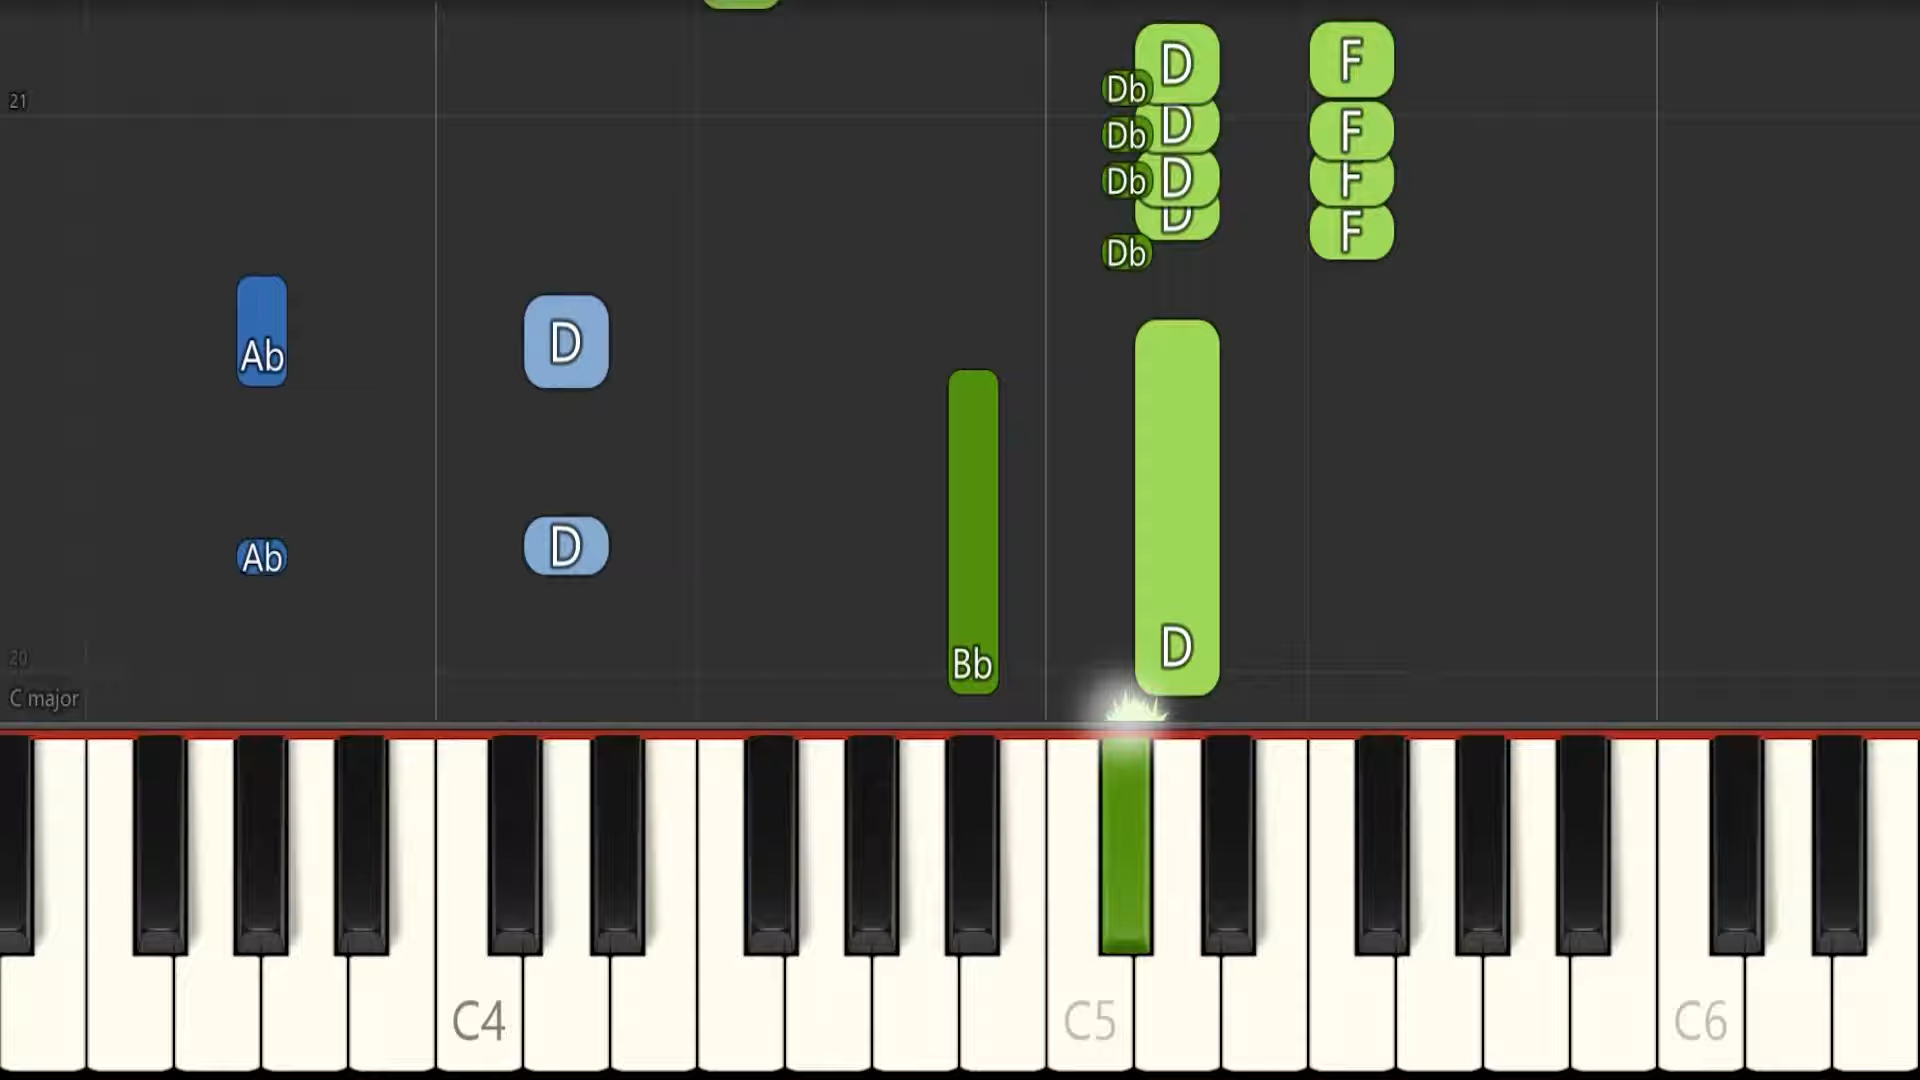 D F
Db
21
D F
Db
Db D F
D F
Db
Ab D
Ab D
D
Bb
20
C major
C4 C5 C6